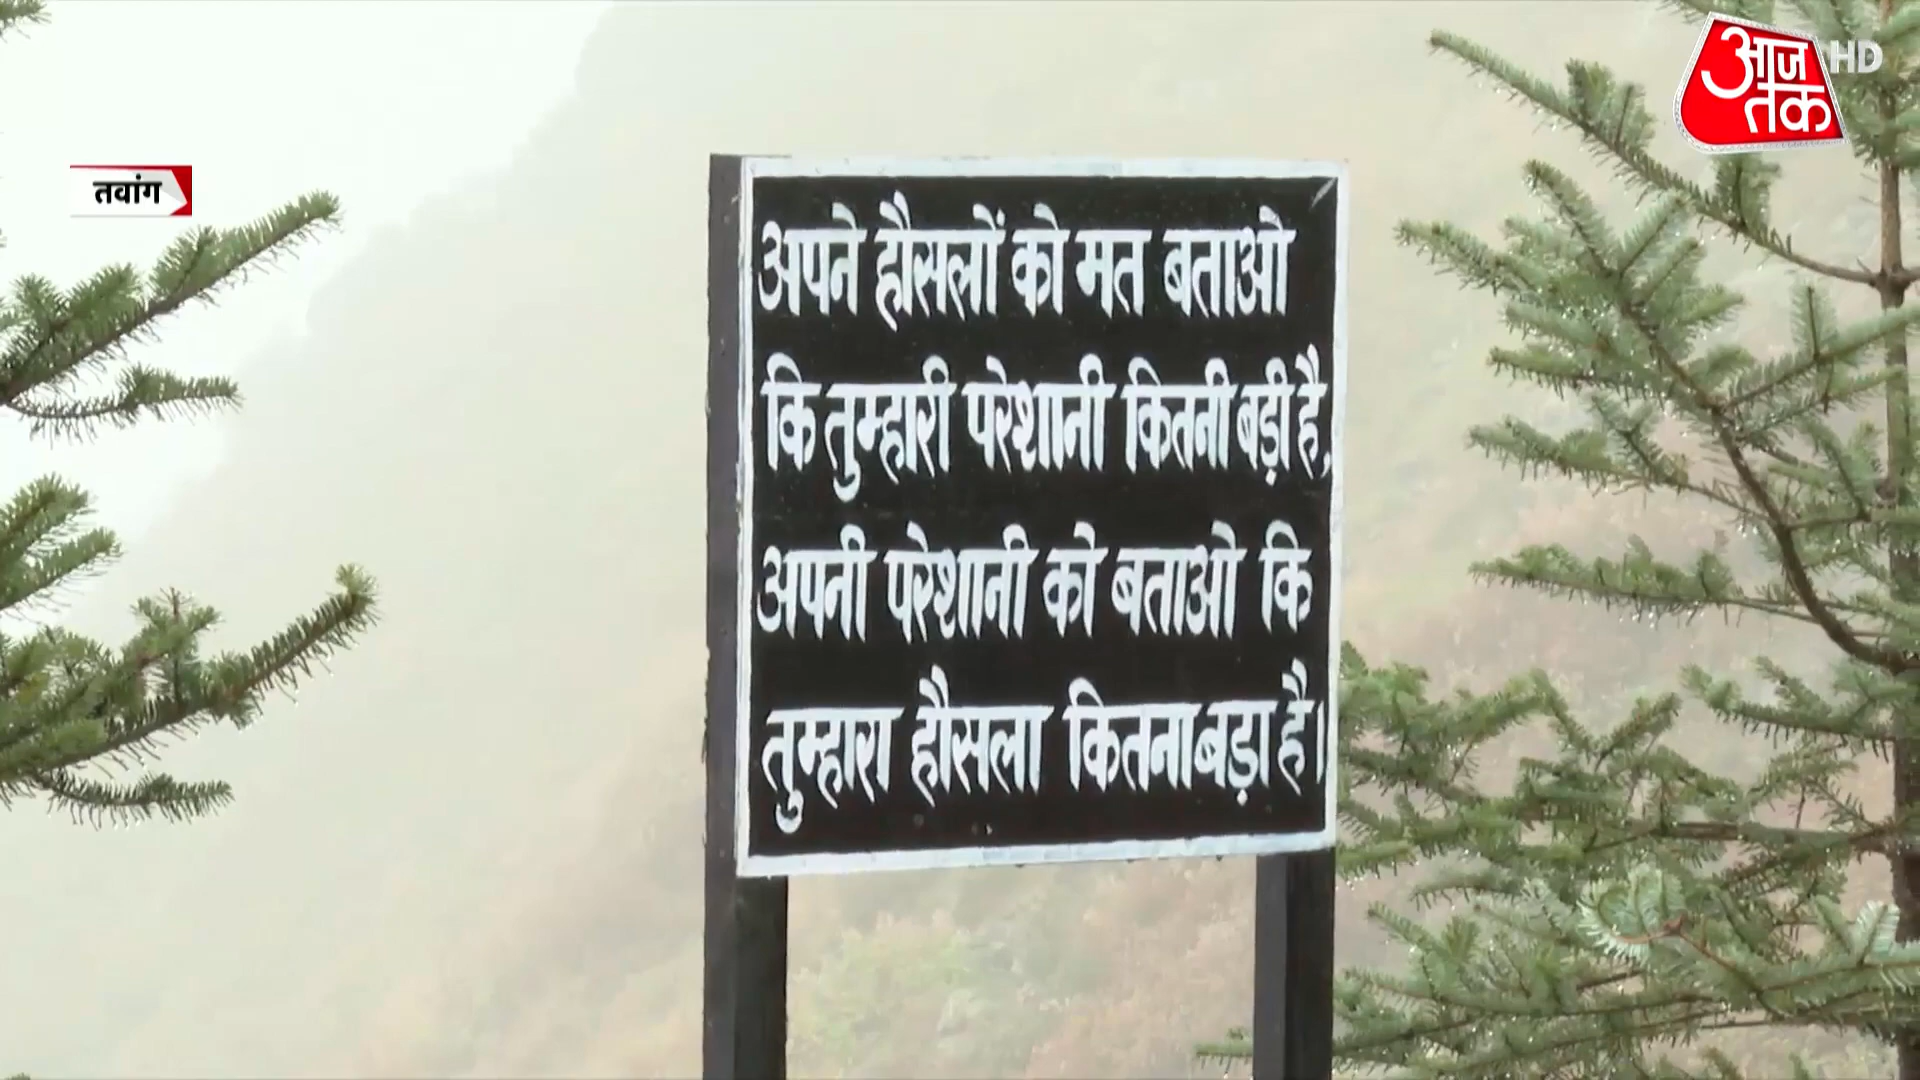 आज तक HD
तवांग
अपने हौसलों को मत बताओ
कि तुम्हारी परेशानी कितनी बड़ी है,
अपनी परेशानी को बताओ कि
तुम्हारा हौसला कितना बड़ा है।